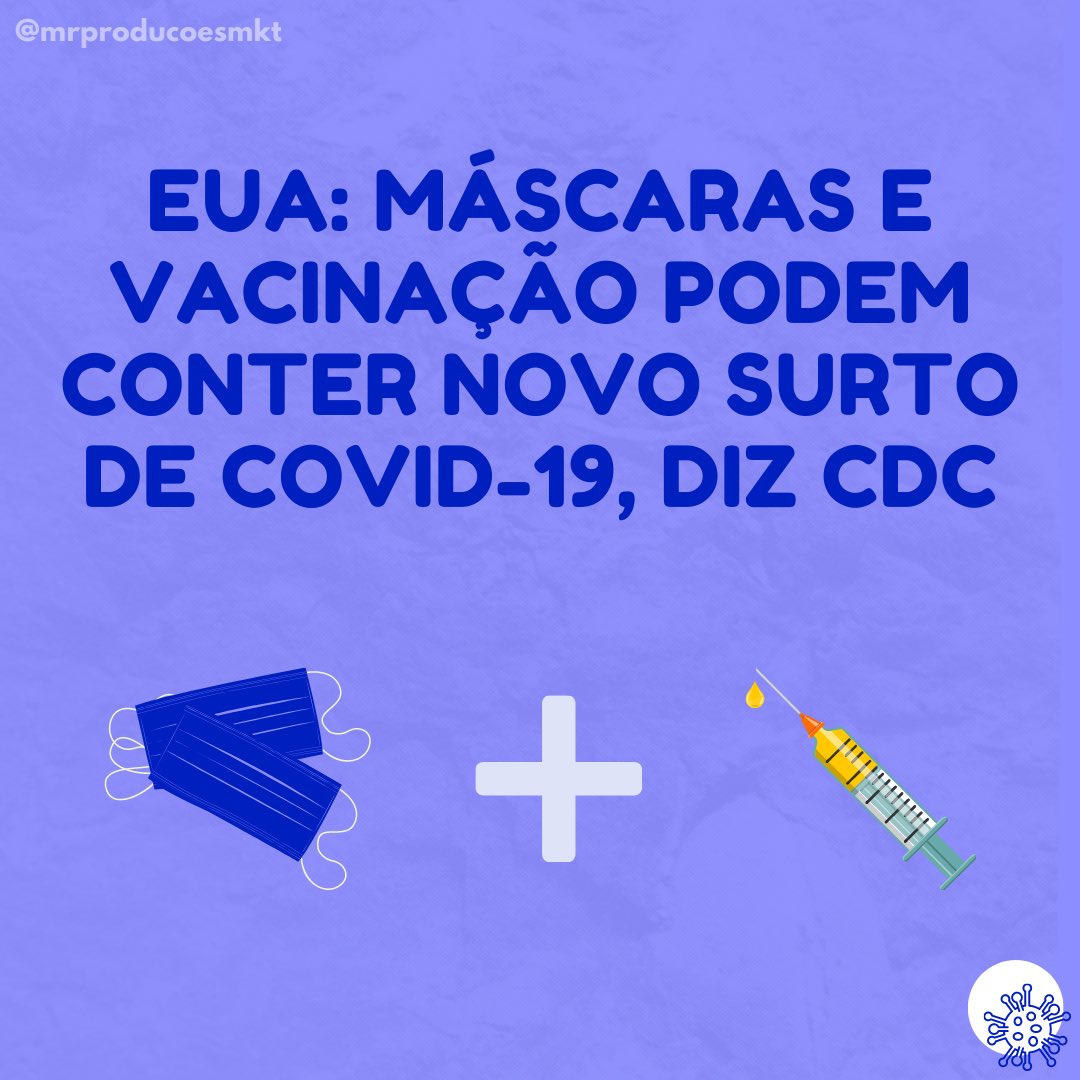 @mrproducoesmkt
EUA: MÁSCARAS E
VACINAÇÃO PODEM
CONTER NOVO SURTO
DE COVID-19, DIZ CDC